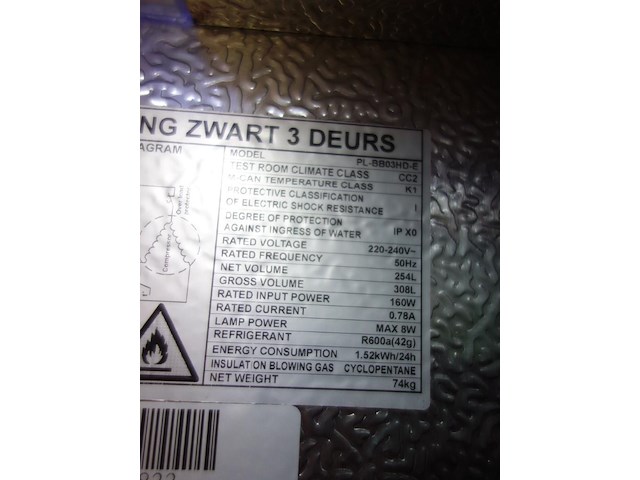 NG ZWART 3 DEURS
AGRAM
MODEL PL-BB03HD-E
TEST ROOM CLIMATE CLASS CC2
M-CAN TEMPERATURE CLASS K1
PROTECTIVE CLASSIFICATION
OF ELECTRIC SHOCK RESISTANCE I
DEGREE OF PROTECTION
AGAINST INGRESS OF WATER IP X0
RATED VOLTAGE 220-240V~
RATED FREQUENCY 50Hz
NET VOLUME 254L
GROSS VOLUME 308L
RATED INPUT POWER 160W
RATED CURRENT 0.78A
LAMP POWER MAX 8W
REFRIGERANT R600a(42g)
ENERGY CONSUMPTION 1.52kWh/24h
INSULATION BLOWING GAS CYCLOPENTANE
NET WEIGHT 74kg
Compressor